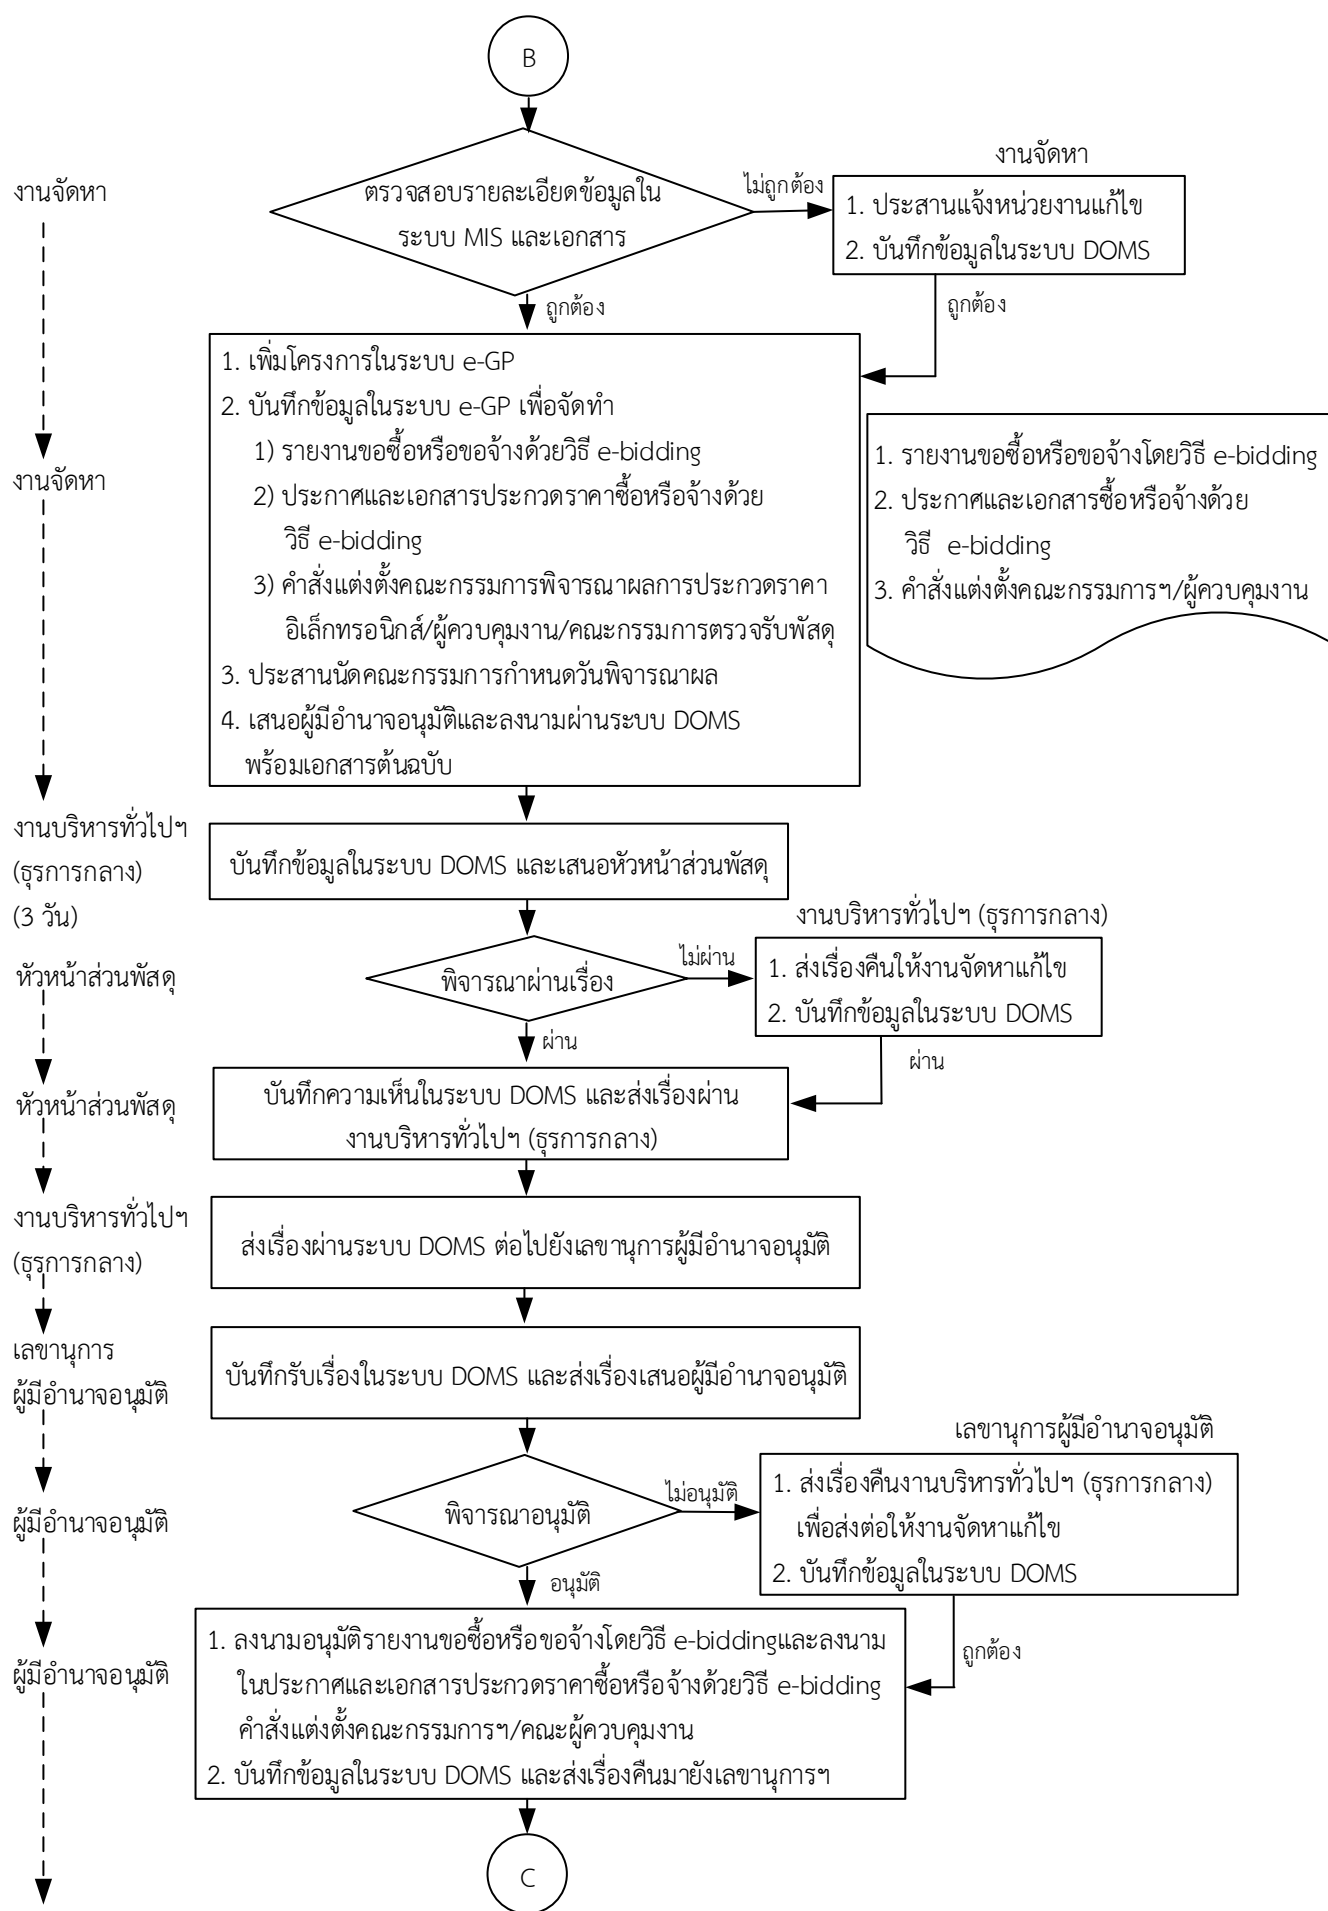 B
งานจัดหา
ตรวจสอบรายละเอียดข้อมูลใน
ระบบ MIS และเอกสาร
ไม่ถูกต้อง
งานจัดหา
1. ประสานแจ้งหน่วยงานแก้ไข
2. บันทึกข้อมูลในระบบ DOMS
ถูกต้อง
ถูกต้อง
งานจัดหา
1. เพิ่มโครงการในระบบ e-GP
2. บันทึกข้อมูลในระบบ e-GP เพื่อจัดทำ
1) รายงานขอซื้อหรือขอจ้างด้วยวิธี e-bidding
2) ประกาศและเอกสารประกวดราคาซื้อหรือจ้างด้วย
วิธี e-bidding
3) คำสั่งแต่งตั้งคณะกรรมการพิจารณาผลการประกวดราคา
อิเล็กทรอนิกส์/ผู้ควบคุมงาน/คณะกรรมการตรวจรับพัสดุ
3. ประสานนัดคณะกรรมการกำหนดวันพิจารณาผล
4. เสนอผู้มีอำนาจอนุมัติและลงนามผ่านระบบ DOMS
พร้อมเอกสารต้นฉบับ
1. รายงานขอซื้อหรือขอจ้างโดยวิธี e-bidding
2. ประกาศและเอกสารซื้อหรือจ้างด้วย
วิธี e-bidding
3. คำสั่งแต่งตั้งคณะกรรมการฯ/ผู้ควบคุมงาน
งานบริหารทั่วไปฯ
(ธุรการกลาง)
(3 วัน)
บันทึกข้อมูลในระบบ DOMS และเสนอหัวหน้าส่วนพัสดุ
หัวหน้าส่วนพัสดุ
พิจารณาผ่านเรื่อง
ไม่ผ่าน
งานบริหารทั่วไปฯ (ธุรการกลาง)
1. ส่งเรื่องคืนให้งานจัดหาแก้ไข
2. บันทึกข้อมูลในระบบ DOMS
ผ่าน
ผ่าน
หัวหน้าส่วนพัสดุ
บันทึกความเห็นในระบบ DOMS และส่งเรื่องผ่าน
งานบริหารทั่วไปฯ (ธุรการกลาง)
งานบริหารทั่วไปฯ
(ธุรการกลาง)
ส่งเรื่องผ่านระบบ DOMS ต่อไปยังเลขานุการผู้มีอำนาจอนุมัติ
เลขานุการ
ผู้มีอำนาจอนุมัติ
บันทึกรับเรื่องในระบบ DOMS และส่งเรื่องเสนอผู้มีอำนาจอนุมัติ
ผู้มีอำนาจอนุมัติ
พิจารณาอนุมัติ
ไม่อนุมัติ
เลขานุการผู้มีอำนาจอนุมัติ
1. ส่งเรื่องคืนงานบริหารทั่วไปฯ (ธุรการกลาง)
เพื่อส่งต่อให้งานจัดหาแก้ไข
2. บันทึกข้อมูลในระบบ DOMS
อนุมัติ
ถูกต้อง
ผู้มีอำนาจอนุมัติ
1. ลงนามอนุมัติรายงานขอซื้อหรือขอจ้างโดยวิธี e-biddingและลงนาม
ในประกาศและเอกสารประกวดราคาซื้อหรือจ้างด้วยวิธี e-bidding
คำสั่งแต่งตั้งคณะกรรมการฯ/คณะผู้ควบคุมงาน
2. บันทึกข้อมูลในระบบ DOMS และส่งเรื่องคืนมายังเลขานุการฯ
C